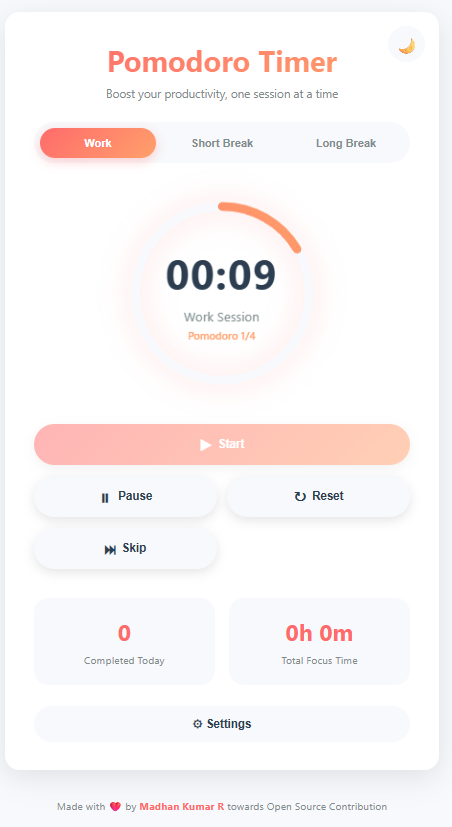 Pomodoro Timer
Boost your productivity, one session at a time
Work Short Break Long Break
00:09
Work Session
Pomodoro 1/4
Start
Pause Reset
Skip
0 0h 0m
Completed Today Total Focus Time
Settings
Made with ❤️ by Madhan Kumar R towards Open Source Contribution